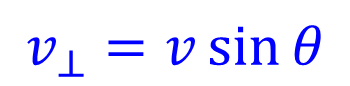 v⊥ = v sin θ